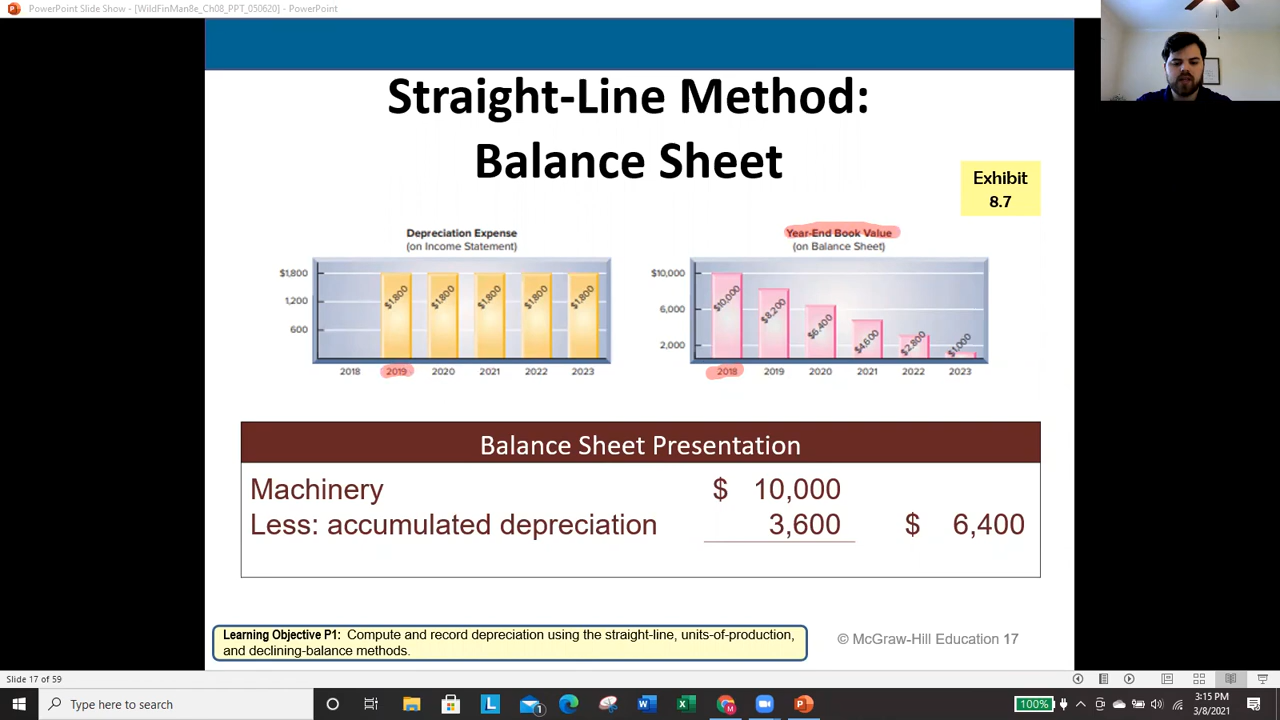 PowerPoint Slide Show - [WildFinMan8e_Ch08_PPT_050620] - PowerPoint
Straight-Line Method:
Balance Sheet
Exhibit
8.7
Depreciation Expense
(on Income Statement)
$1,800
1,200
600
$1,800
$1,800
$1,800
$1,800
$1,800
2018 2019 2020 2021 2022 2023
Year-End Book Value
(on Balance Sheet)
$10,000
6,000
2,000
$10,000
$8,200
$6,400
$4,600
$2,800
$1,000
2018 2019 2020 2021 2022 2023
Balance Sheet Presentation
Machinery $ 10,000
Less: accumulated depreciation 3,600 $ 6,400
Learning Objective P1: Compute and record depreciation using the straight-line, units-of-production,
and declining-balance methods.
© McGraw-Hill Education 17
Slide 17 of 59
Type here to search
100%
3:15 PM
3/8/2021